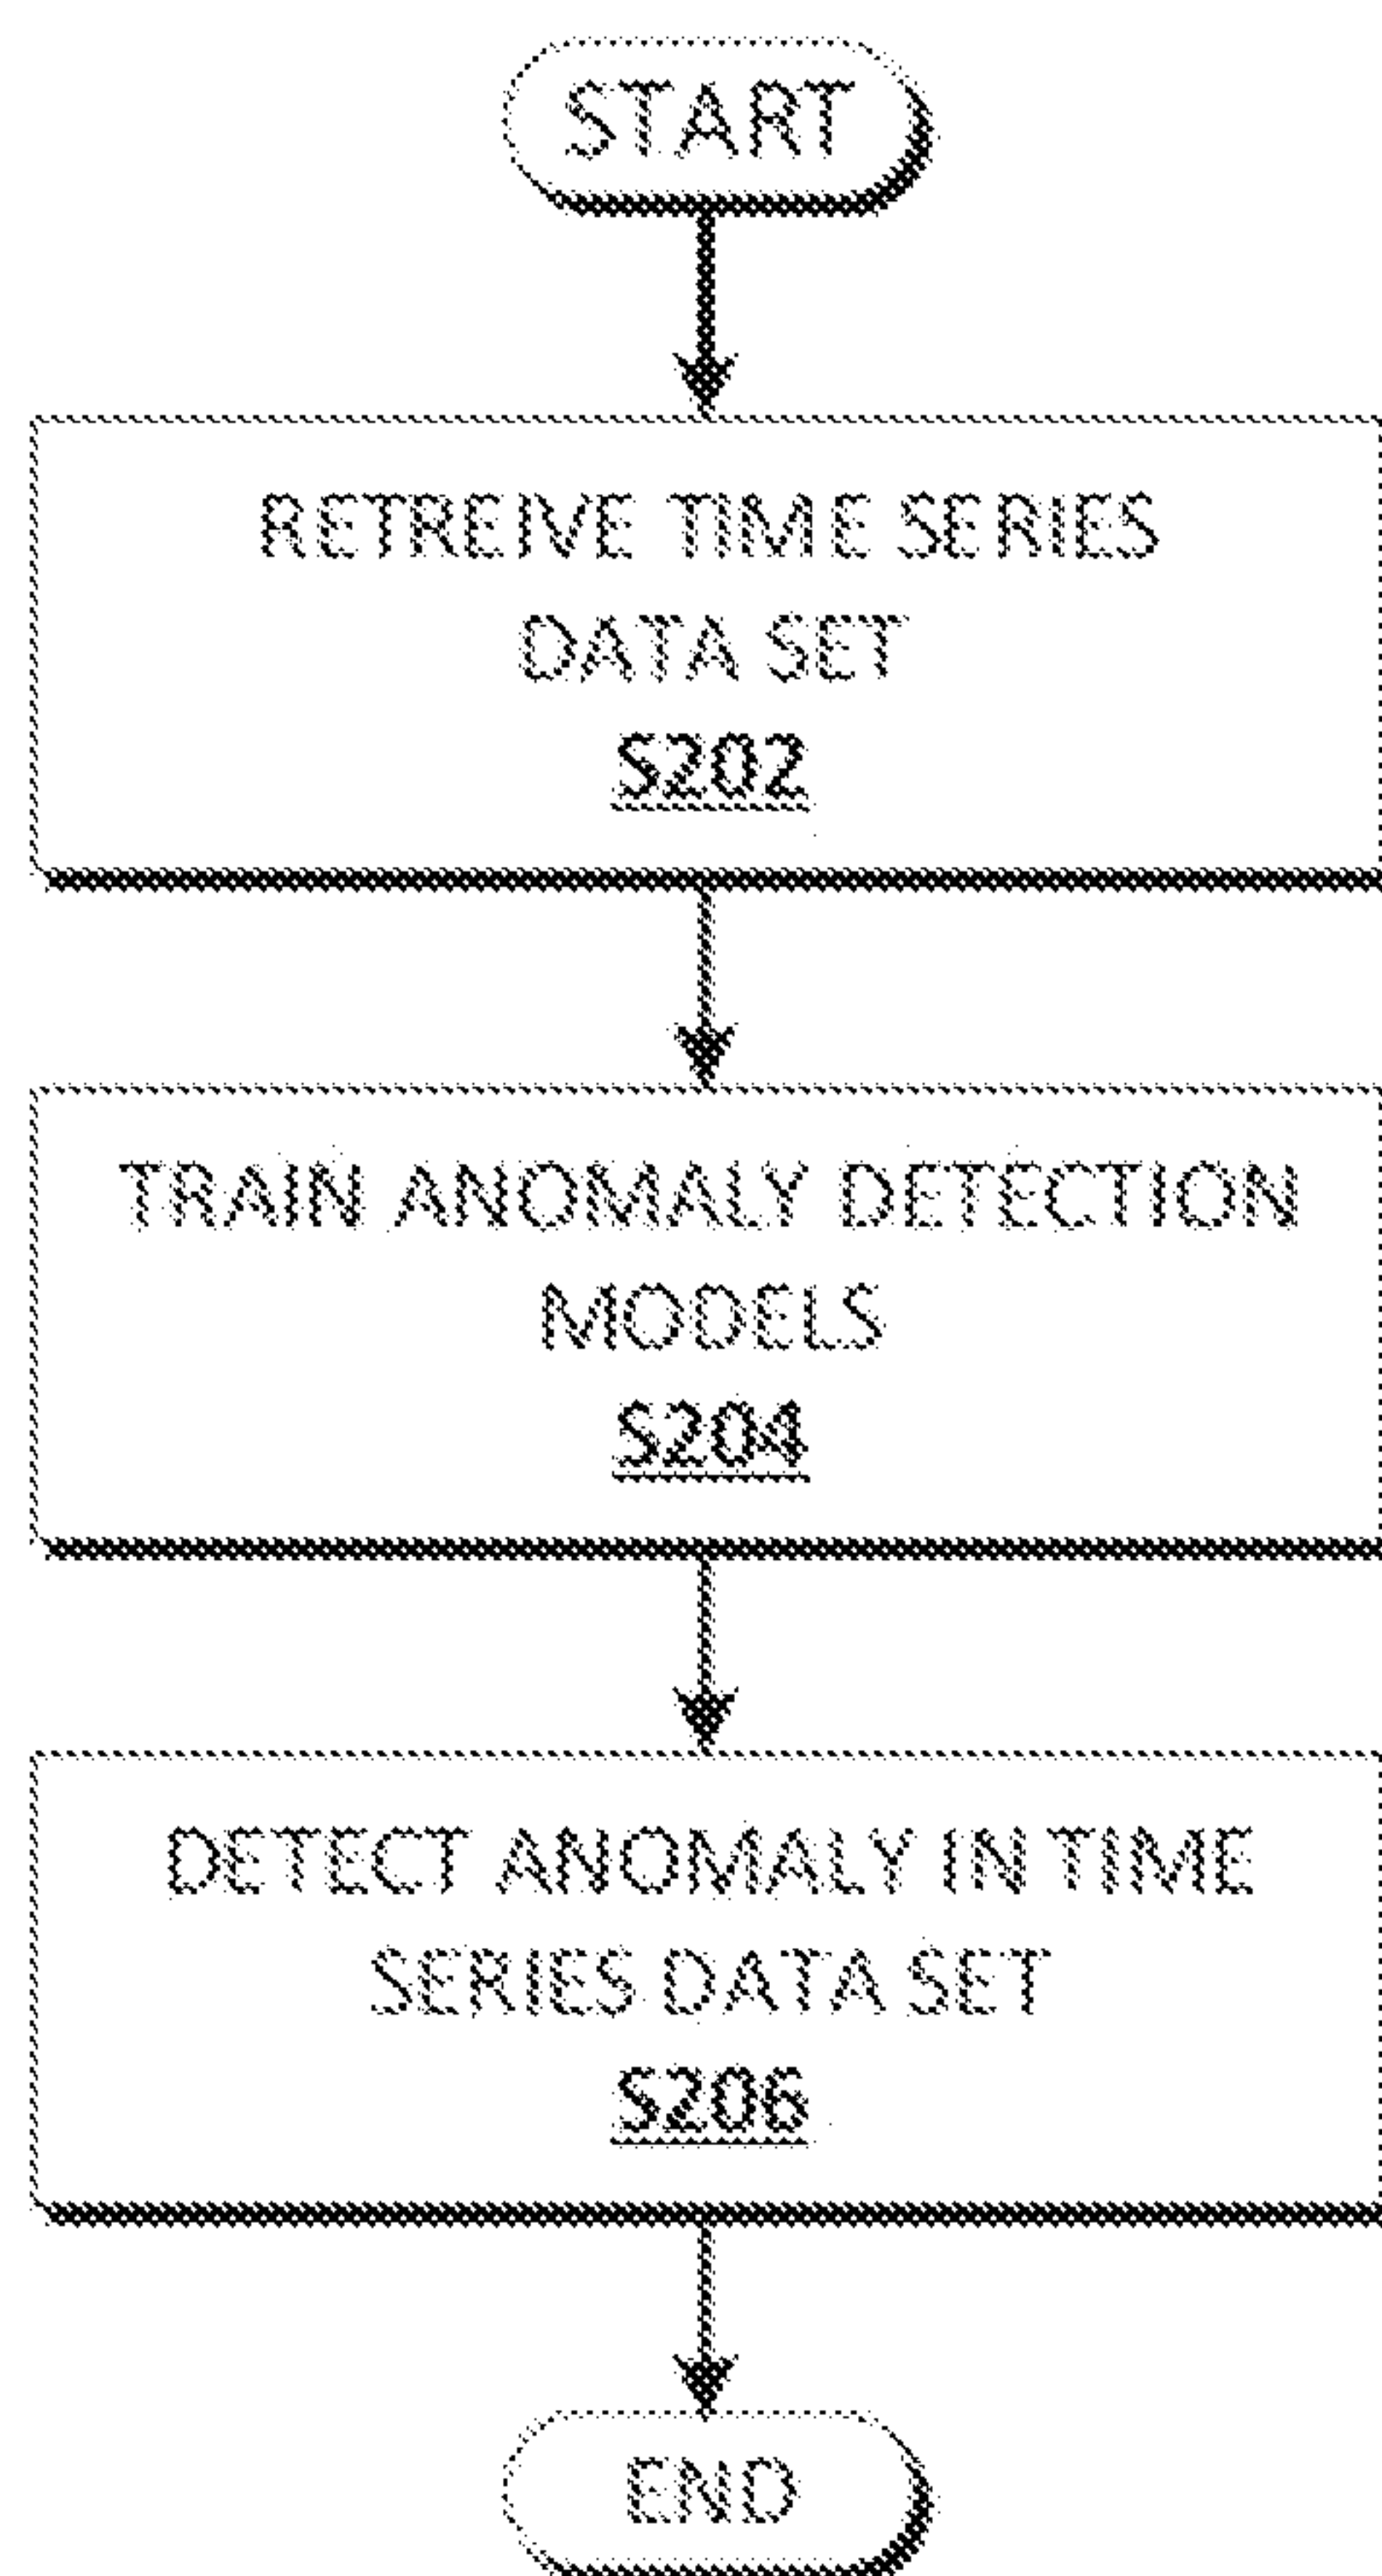 START
RETREIVE TIME SERIES
DATA SET
S202
TRAIN ANOMALY DETECTION
MODELS
S204
DETECT ANOMALY IN TIME
SERIES DATA SET
S206
END